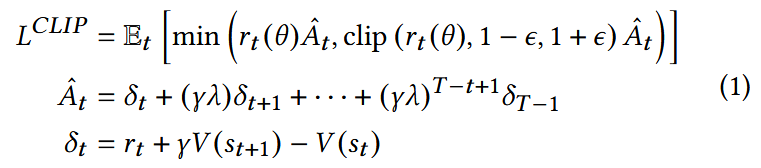 L^{CLIP} = 𝔼_t [min (r_t(θ)Â_t, clip (r_t(θ), 1 − ϵ, 1 + ϵ) Â_t)]
Â_t = δ_t + (γλ)δ_{t+1} + ··· + (γλ)^{T−t+1}δ_{T−1} (1)
δ_t = r_t + γV(s_{t+1}) − V(s_t)